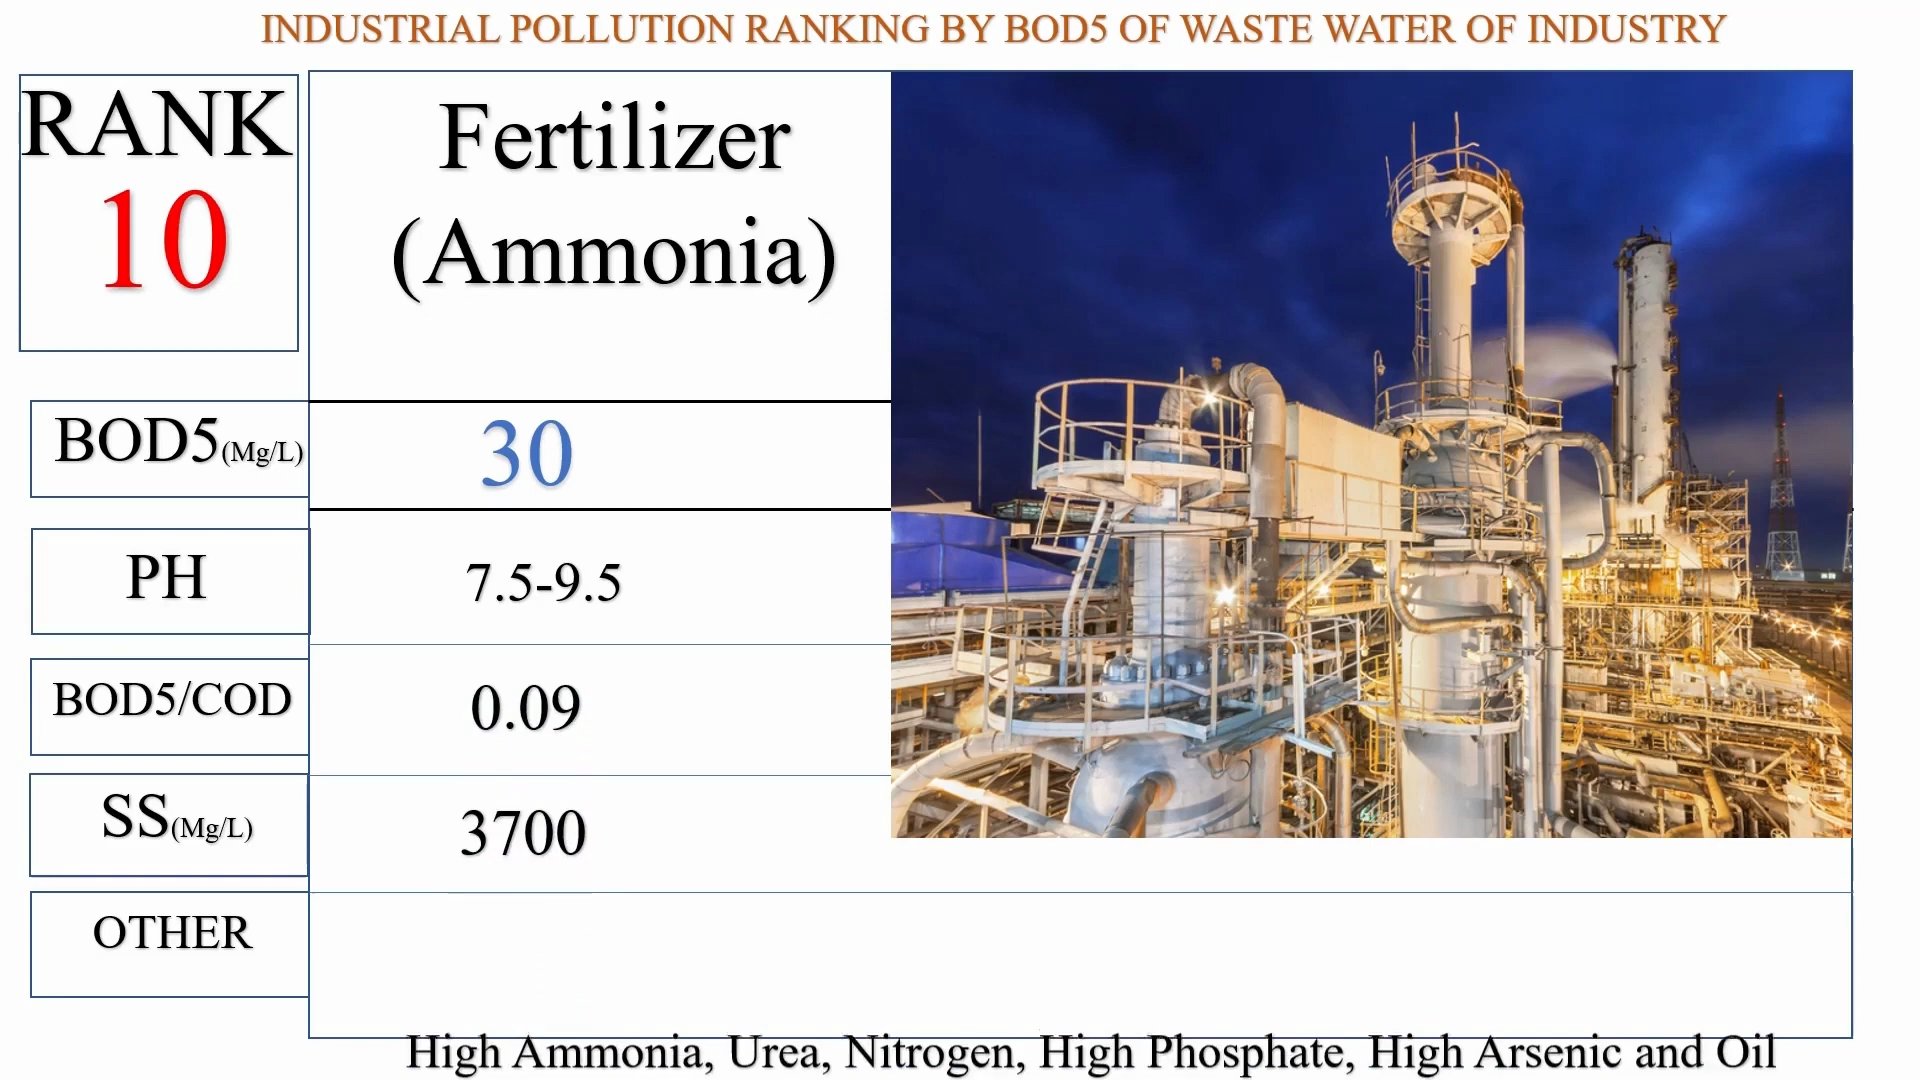 INDUSTRIAL POLLUTION RANKING BY BOD5 OF WASTE WATER OF INDUSTRY
RANK
10
Fertilizer
(Ammonia)
BOD5(Mg/L)
30
PH
7.5-9.5
BOD5/COD
0.09
SS(Mg/L)
3700
OTHER
High Ammonia, Urea, Nitrogen, High Phosphate, High Arsenic and Oil